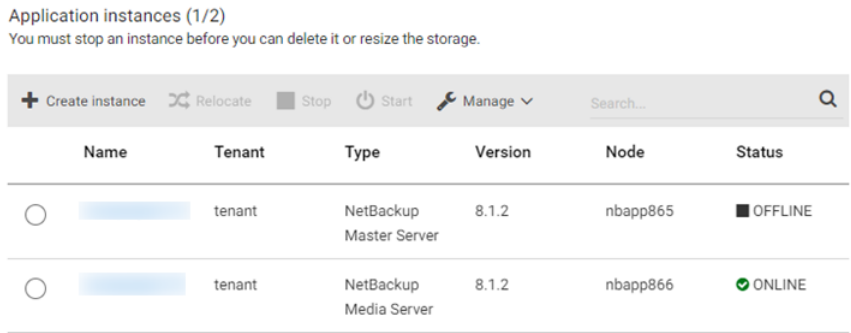 Application instances (1/2)
You must stop an instance before you can delete it or resize the storage.
Create instance Relocate Stop Start Manage Search...
Name Tenant Type Version Node Status
tenant NetBackup 8.1.2 nbapp865 OFFLINE
Master Server
tenant NetBackup 8.1.2 nbapp866 ONLINE
Media Server